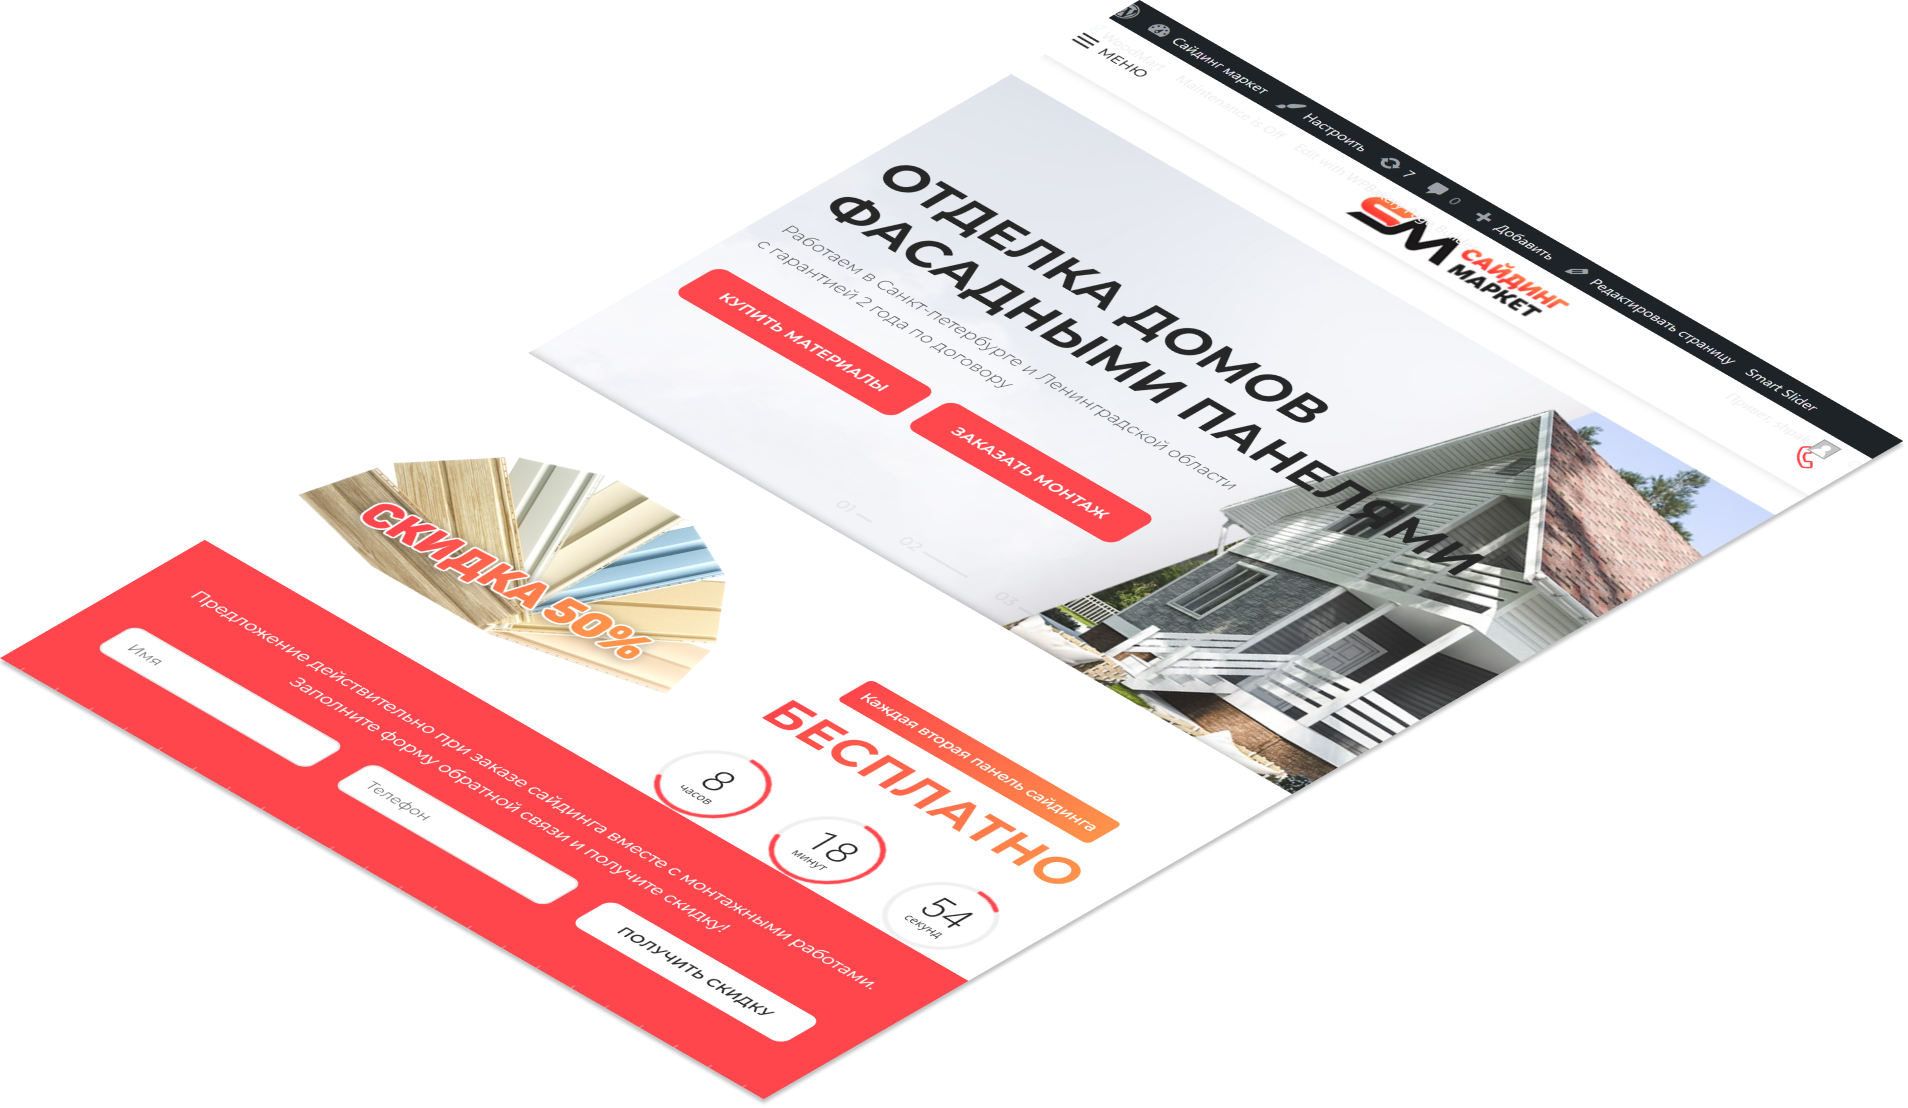 Сайдинг маркет
Настроить
7
0
Добавить
Редактировать страницу
Smart Slider
WoodMart
Maintenance is Off
Edit with WPBakery Page
Привет,
МЕНЮ
SM САЙДИНГ
МАРКЕТ
ОТДЕЛКА ДОМОВ
ФАСАДНЫМИ ПАНЕЛЯМИ
Работаем в Санкт-петербурге и Ленинградской области
с гарантией 2 года по договору
КУПИТЬ МАТЕРИАЛЫ
ЗАКАЗАТЬ МОНТАЖ
01
02
03
СКИДКА 50%
Каждая вторая панель сайдинга
БЕСПЛАТНО
8
часов
18
минут
54
секунд
Предложение действительно при заказе сайдинга вместе с монтажными работами.
Заполните форму обратной связи и получите скидку!
Имя
Телефон
ПОЛУЧИТЬ СКИДКУ